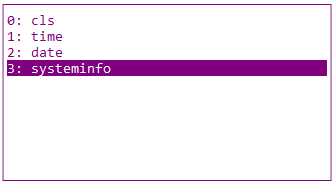 0: cls
1: time
2: date
3: systeminfo